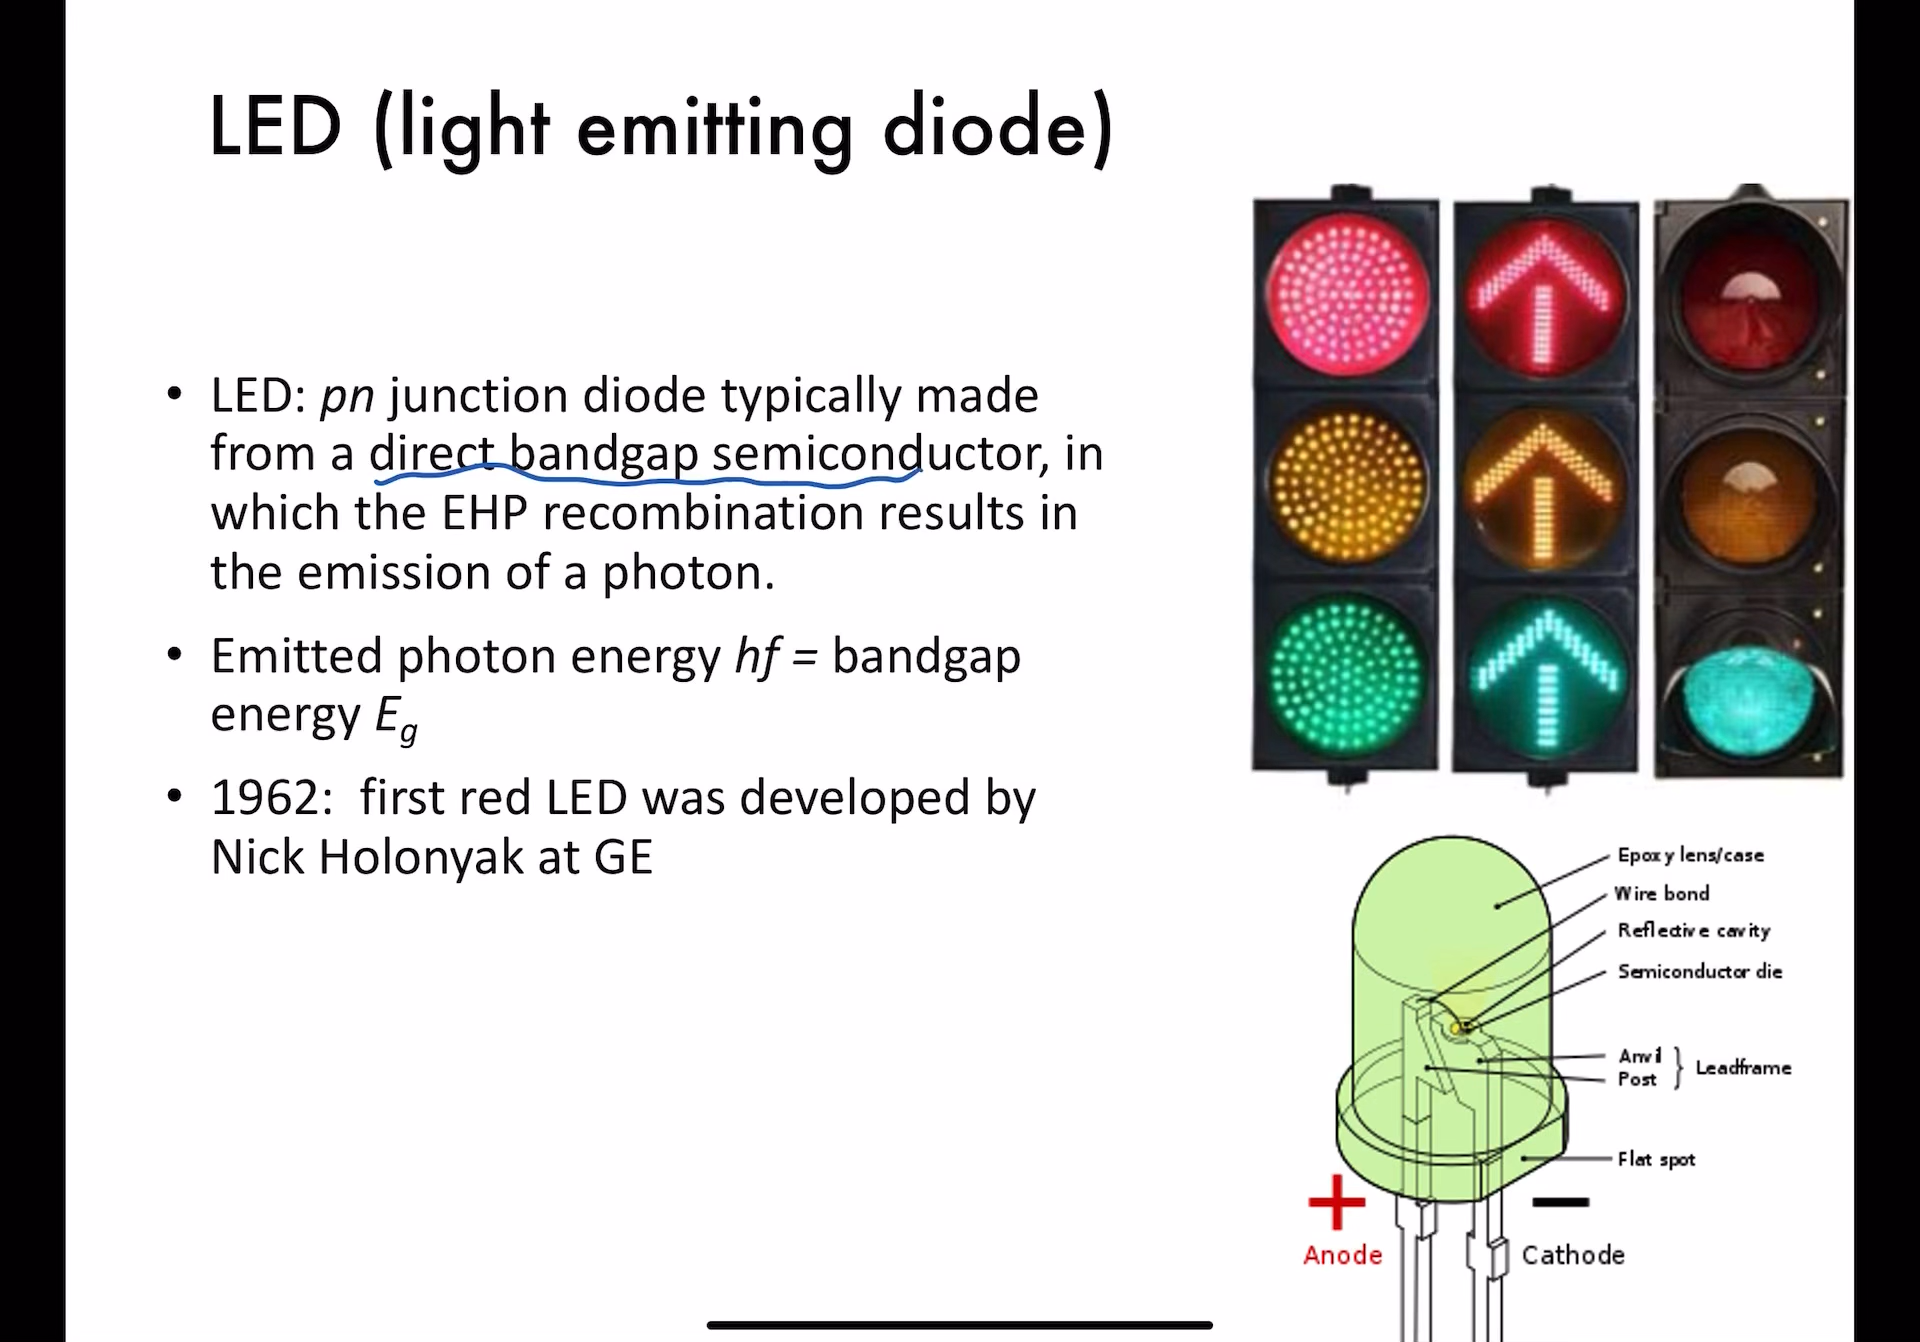 LED (light emitting diode)
• LED: pn junction diode typically made
from a direct bandgap semiconductor, in
which the EHP recombination results in
the emission of a photon.
• Emitted photon energy hf = bandgap
energy Eg
• 1962:  first red LED was developed by
Nick Holonyak at GE
Epoxy lens/case
Wire bond
Reflective cavity
Semiconductor die
Anvil
Post } Leadframe
Flat spot
+ −
Anode Cathode